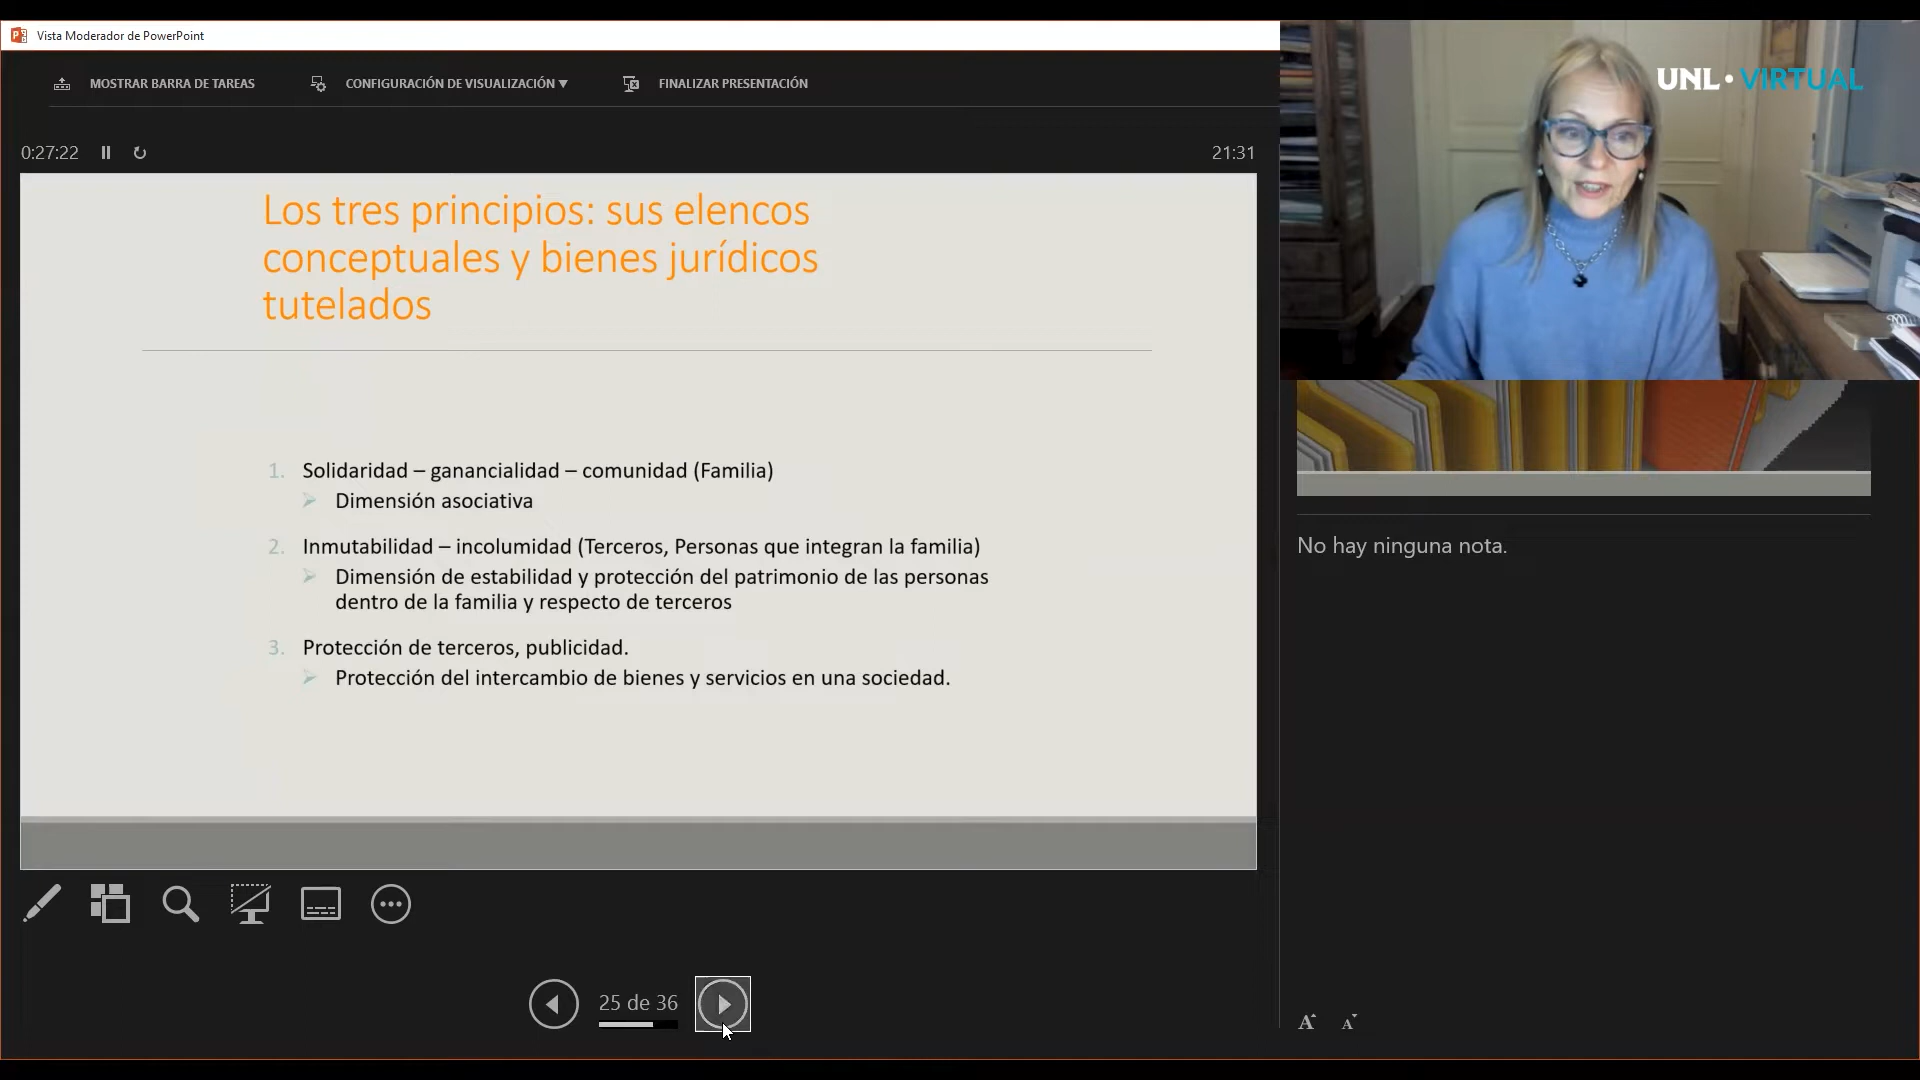 Vista Moderador de PowerPoint
MOSTRAR BARRA DE TAREAS
CONFIGURACIÓN DE VISUALIZACIÓN
FINALIZAR PRESENTACIÓN
UNL • VIRTUAL
0:27:22
21:31
Los tres principios: sus elencos
conceptuales y bienes jurídicos
tutelados
1. Solidaridad – ganancialidad – comunidad (Familia)
Dimensión asociativa
2. Inmutabilidad – incolumidad (Terceros, Personas que integran la familia)
Dimensión de estabilidad y protección del patrimonio de las personas
dentro de la familia y respecto de terceros
3. Protección de terceros, publicidad.
Protección del intercambio de bienes y servicios en una sociedad.
No hay ninguna nota.
25 de 36
A A